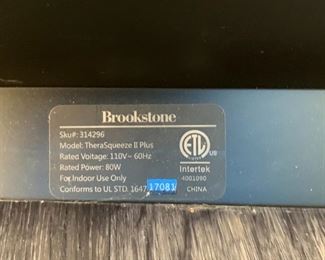 Brookstone
Sku#: 314296
Model: TheraSqueeze II Plus
Rated Voltage: 110V~ 60Hz
Rated Power: 80W
For Indoor Use Only
Conforms to UL STD. 1647
17081
ETL
US
Intertek
4001090
CHINA